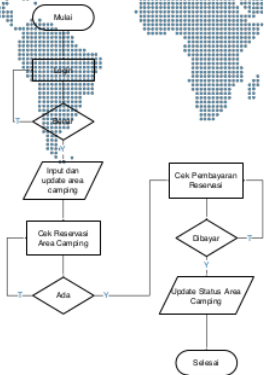 Mulai
Login
Benar
T
Y
Input dan
update area
camping
Cek Reservasi
Area Camping
Ada
T
Y
Cek Pembayaran
Reservasi
Dibayar
T
Y
Update Status Area
Camping
Selesai